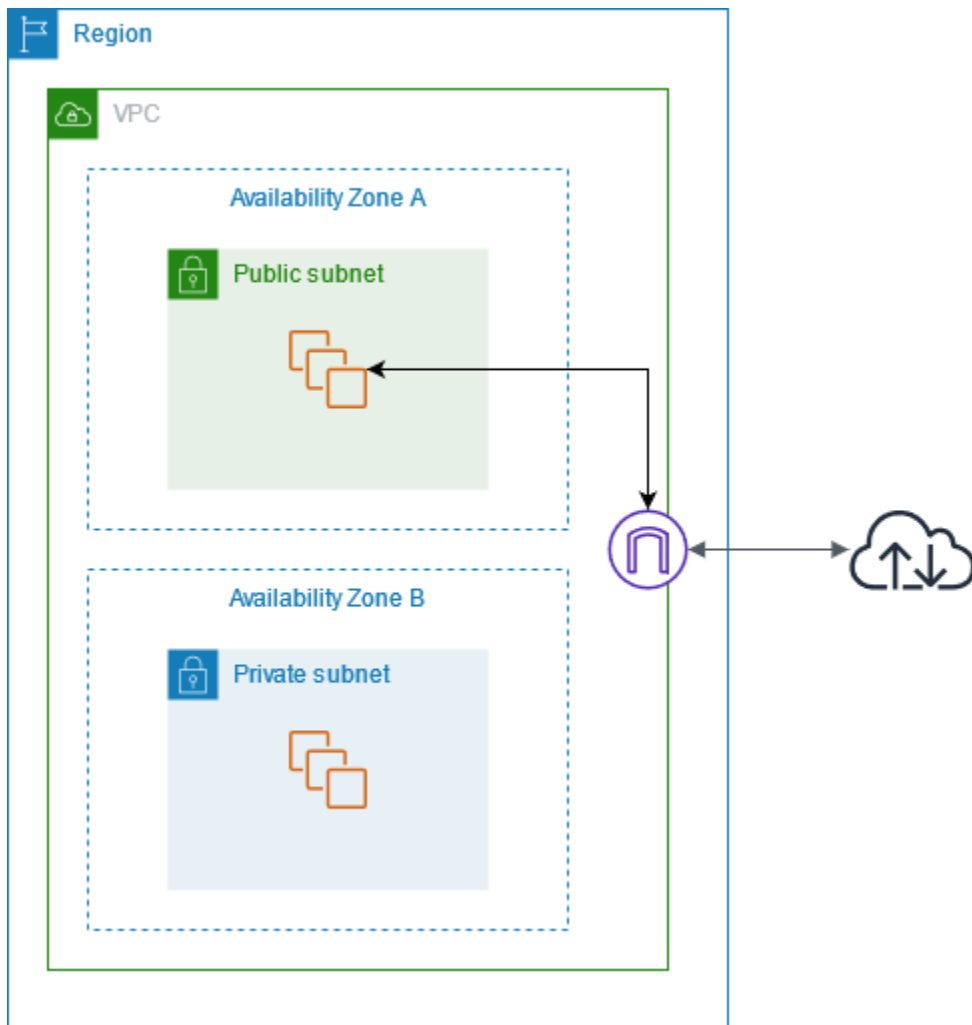 Region
VPC
Availability Zone A
Public subnet
Availability Zone B
Private subnet